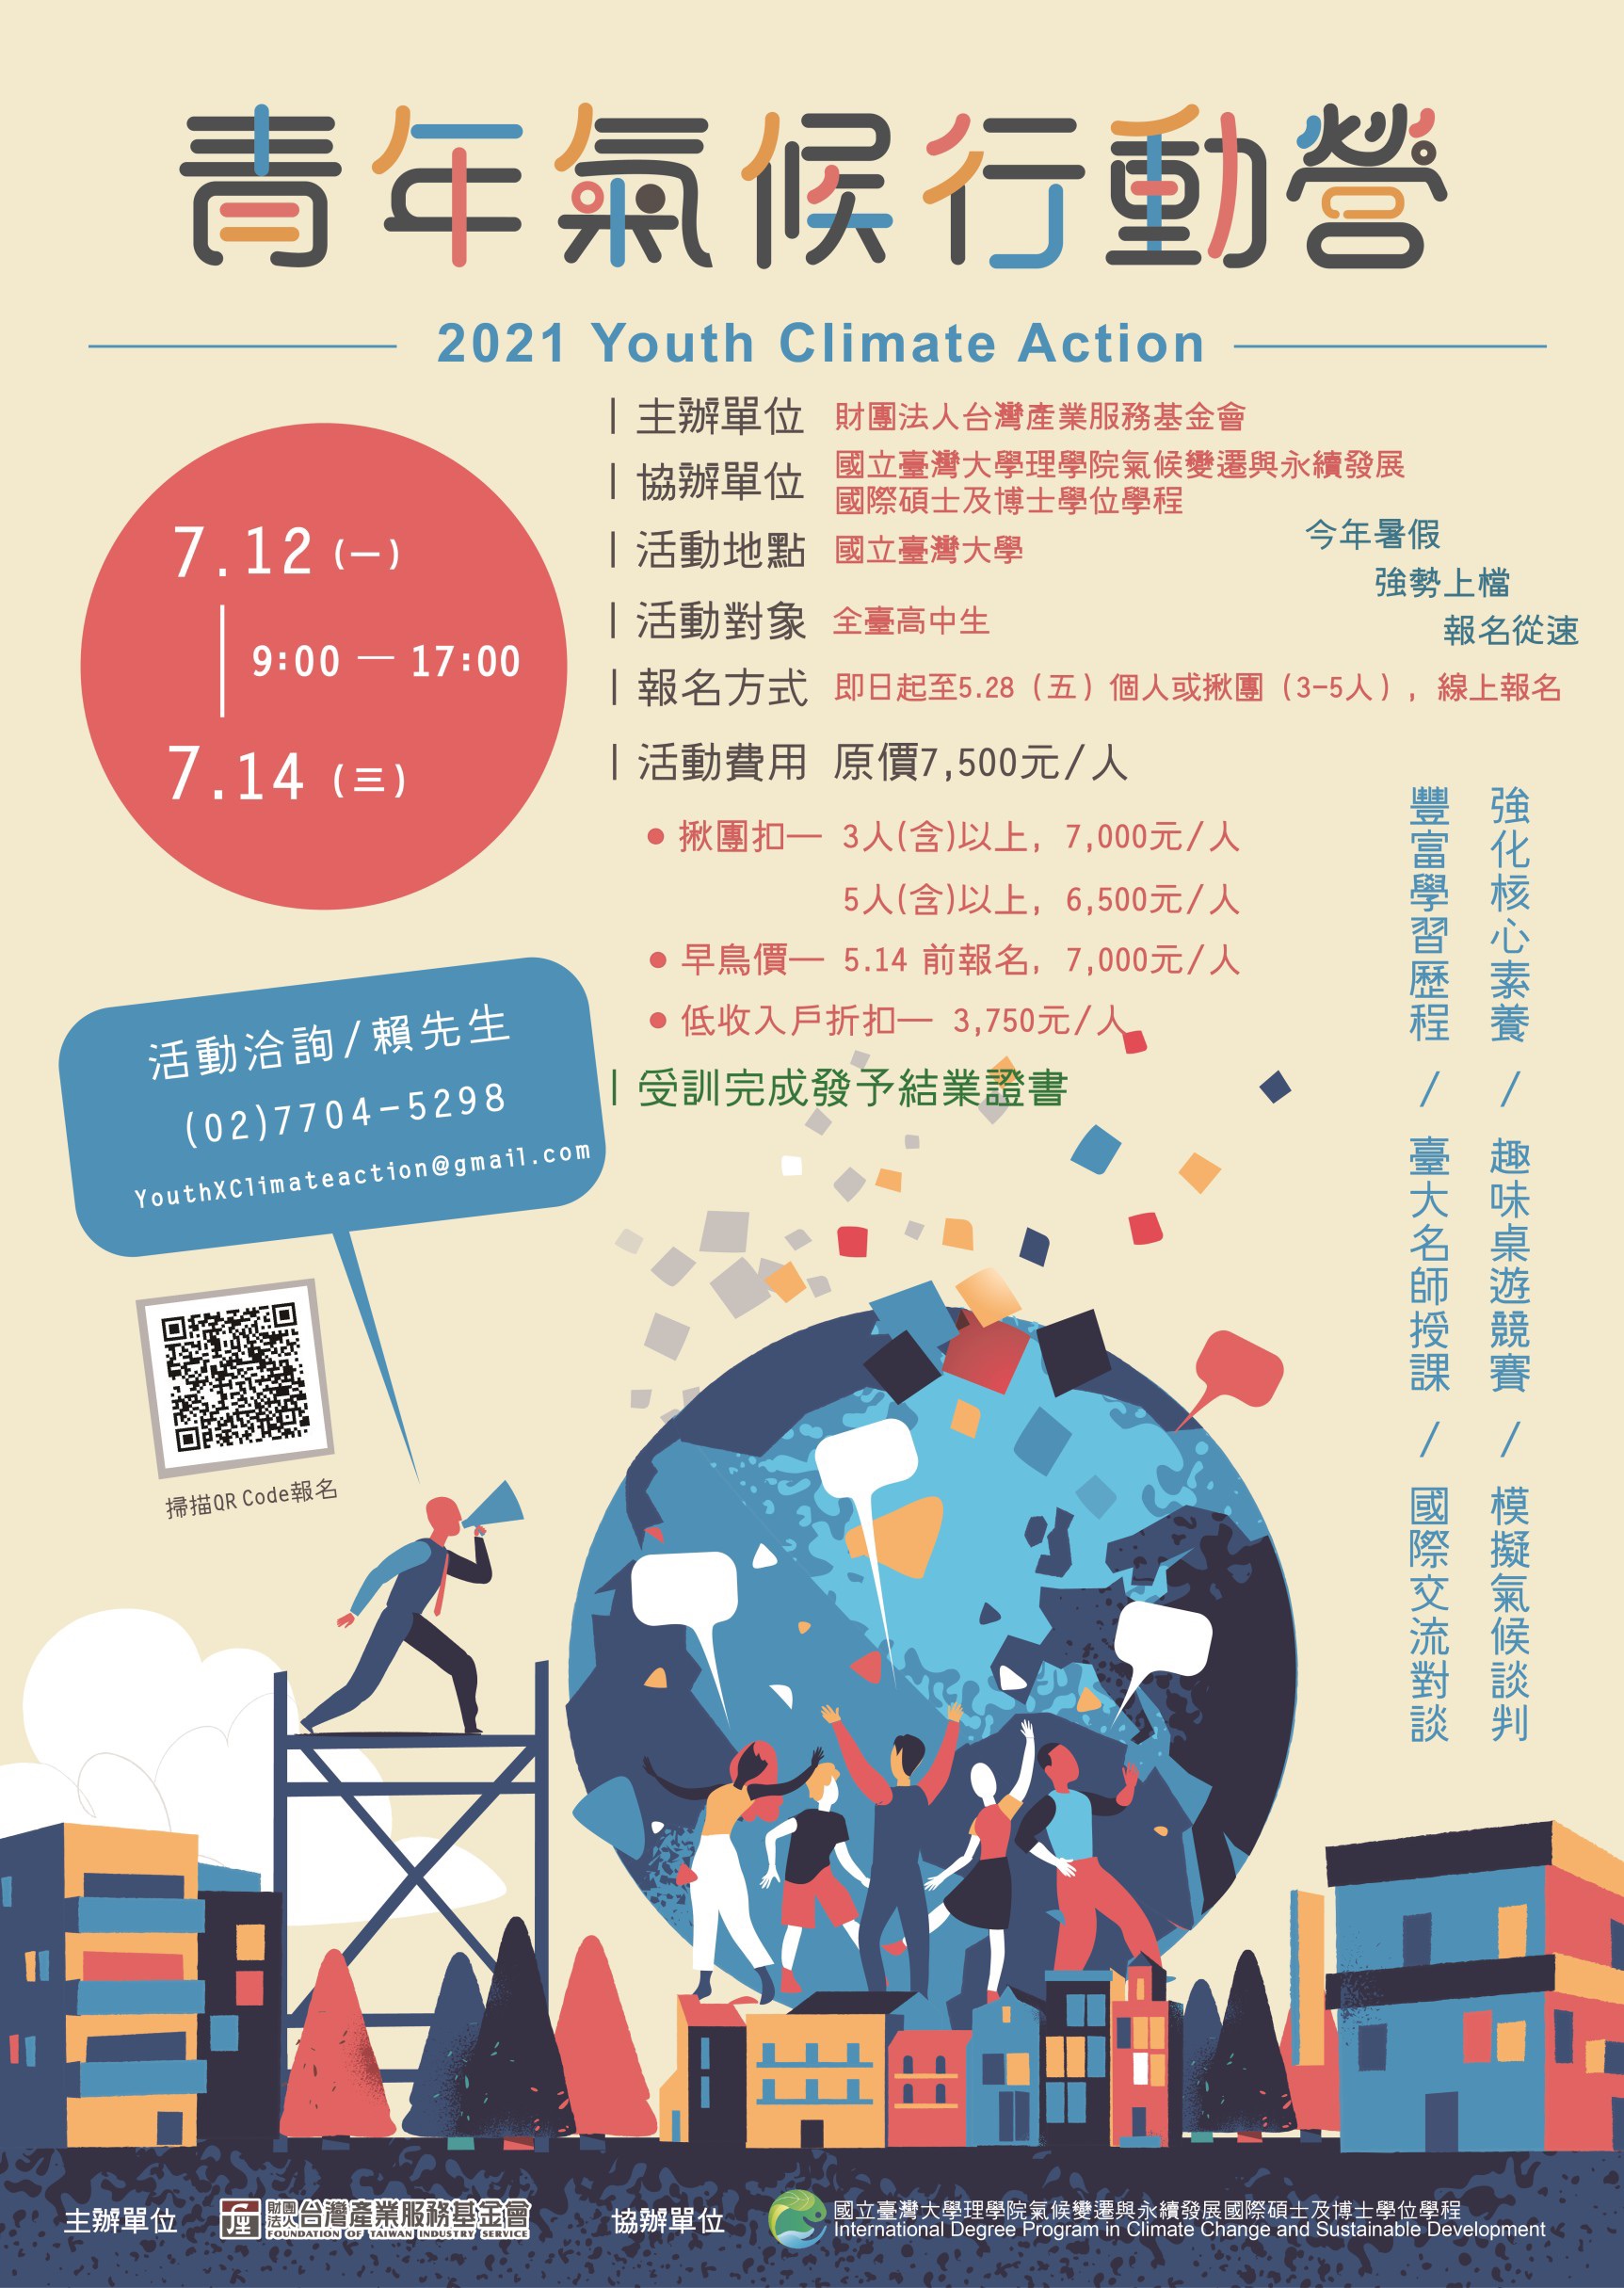 青年氣候行動營
2021 Youth Climate Action
7.12 (一)
9:00 — 17:00
7.14 (三)
| 主辦單位 財團法人台灣產業服務基金會
| 協辦單位 國立臺灣大學理學院氣候變遷與永續發展
國際碩士及博士學位學程
| 活動地點 國立臺灣大學
| 活動對象 全臺高中生
| 報名方式 即日起至5.28（五）個人或揪團（3-5人），線上報名
| 活動費用 原價7,500元/人
● 揪團扣— 3人(含)以上, 7,000元/人
5人(含)以上, 6,500元/人
● 早鳥價— 5.14 前報名, 7,000元/人
● 低收入戶折扣— 3,750元/人
| 受訓完成發予結業證書
今年暑假
強勢上檔
報名從速
強化核心素養 / 趣味桌遊競賽 / 模擬氣候談判
豐富學習歷程 / 臺大名師授課 / 國際交流對談
活動洽詢/賴先生
(02)7704-5298
YouthXClimateaction@gmail.com
掃描QR Code報名
主辦單位
財團法人台灣產業服務基金會
FOUNDATION OF TAIWAN INDUSTRY SERVICE
協辦單位
國立臺灣大學理學院氣候變遷與永續發展國際碩士及博士學位學程
International Degree Program in Climate Change and Sustainable Development